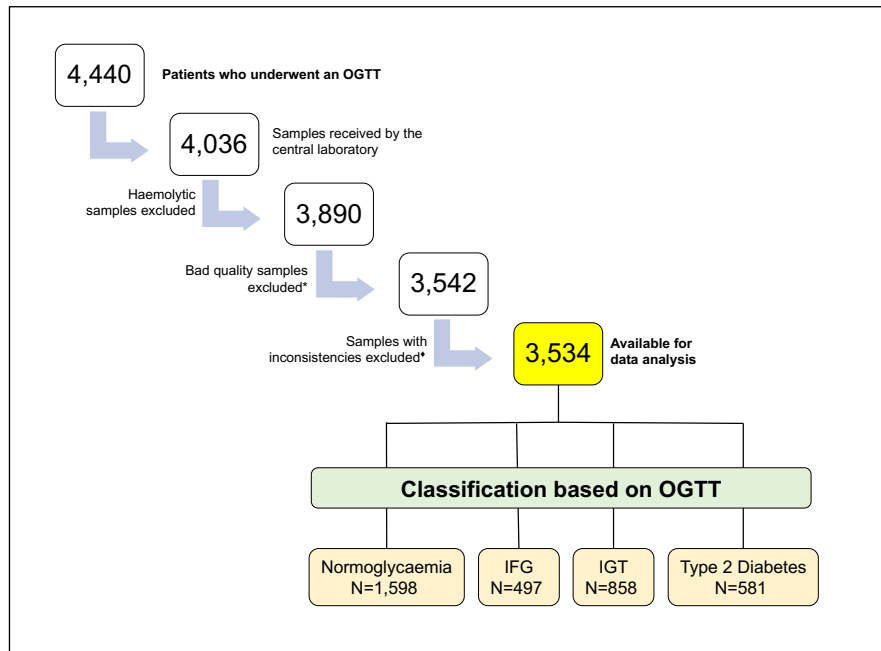 4,440
Patients who underwent an OGTT
4,036
Samples received by the
central laboratory
Haemolytic
samples excluded
3,890
Bad quality samples
excluded*
3,542
Samples with
inconsistencies excluded♦
3,534
Available for
data analysis
Classification based on OGTT
Normoglycaemia
N=1,598
IFG
N=497
IGT
N=858
Type 2 Diabetes
N=581